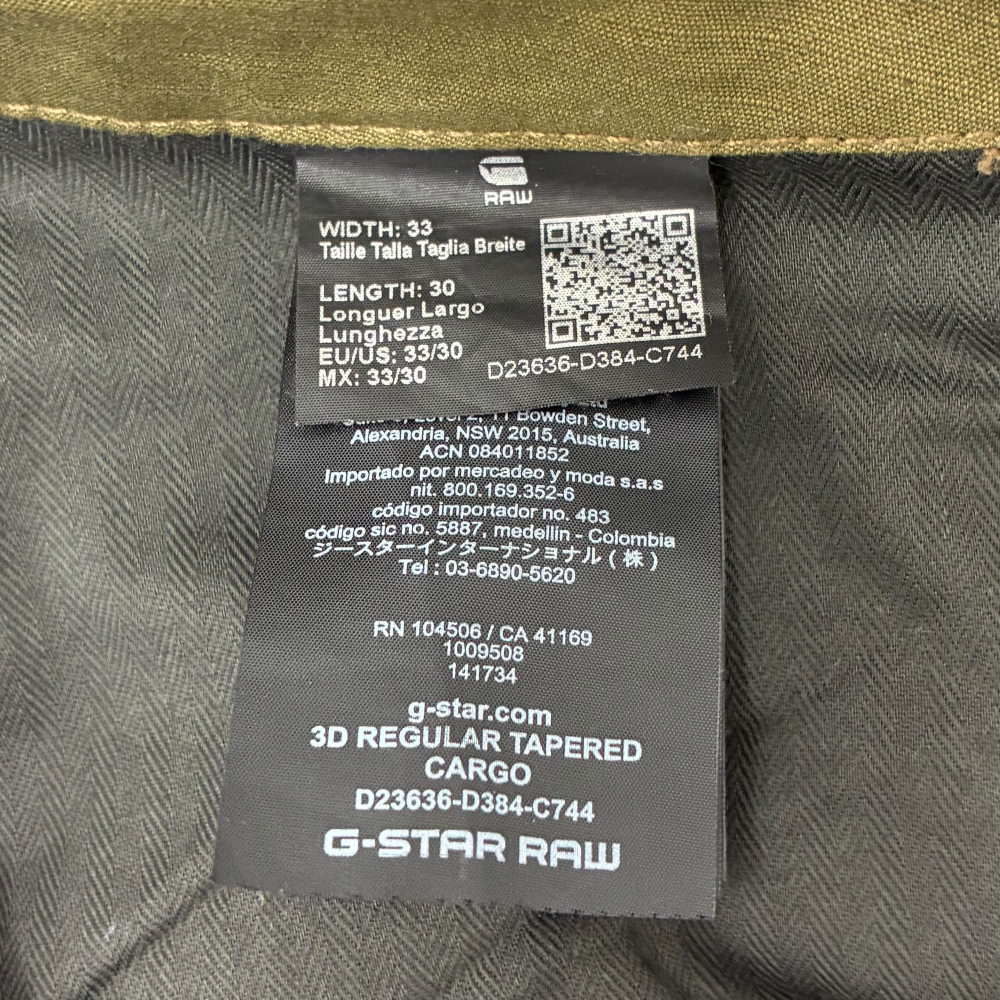 RAW
WIDTH: 33
Taille Talla Taglia Breite
LENGTH: 30
Longuer Largo
Lunghezza
EU/US: 33/30
MX: 33/30
D23636-D384-C744
11 Bowden Street,
Alexandria, NSW 2015, Australia
ACN 084011852
Importado por mercadeo y moda s.a.s
nit. 800.169.352-6
código importador no. 483
código sic no. 5887, medellin - Colombia
ジースターインターナショナル(株)
Tel : 03-6890-5620
RN 104506 / CA 41169
1009508
141734
g-star.com
3D REGULAR TAPERED
CARGO
D23636-D384-C744
G-STAR RAW